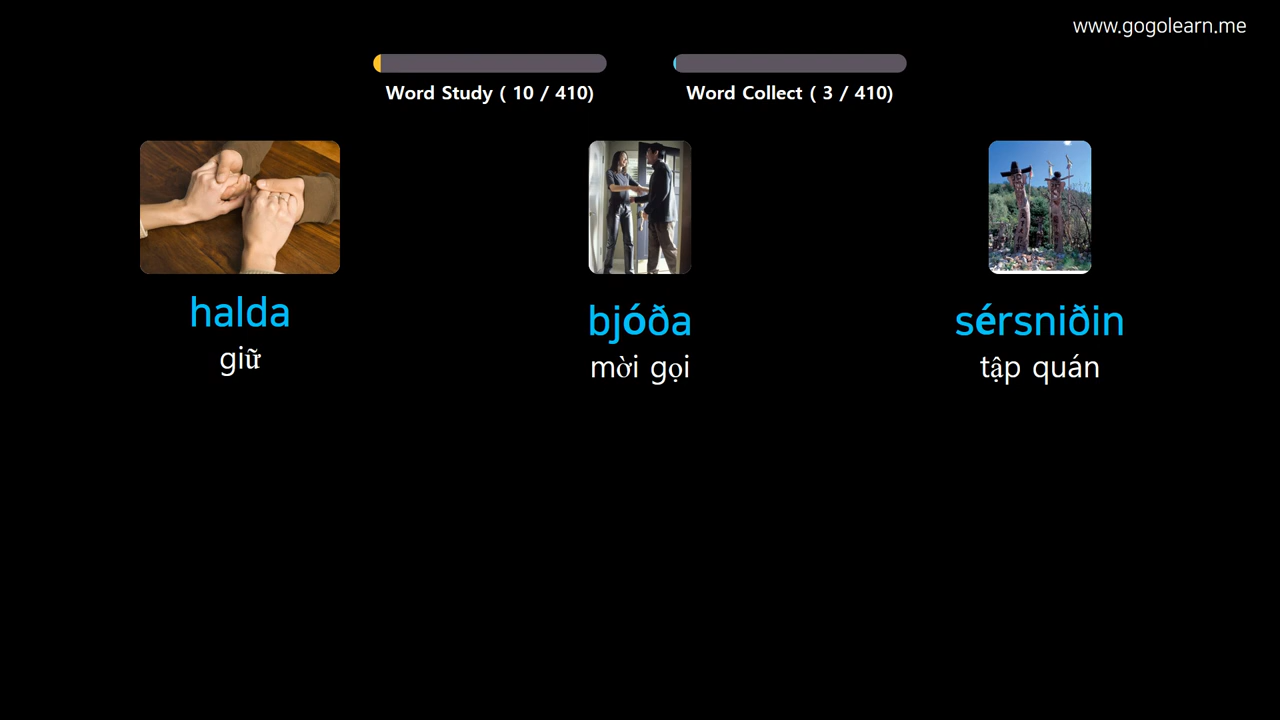 www.gogolearn.me
Word Study ( 10 / 410)
Word Collect ( 3 / 410)
halda
giữ
bjóða
mời gọi
sérsniðin
tập quán